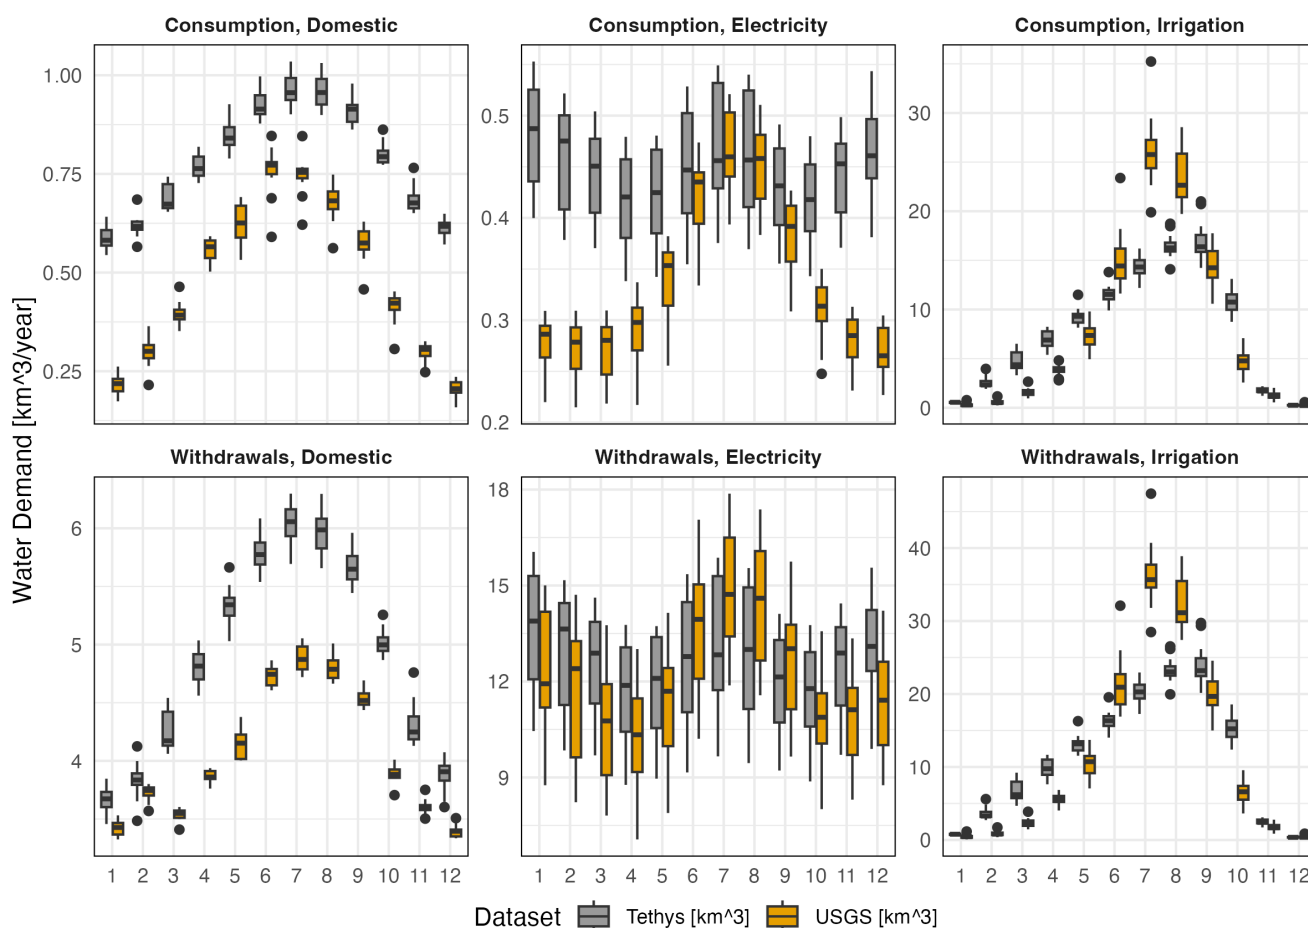 Consumption, Domestic
Consumption, Electricity
Consumption, Irrigation
1.00
0.75
0.50
0.25
0.5
0.4
0.3
0.2
30
20
10
0
Water Demand [km^3/year]
Withdrawals, Domestic
Withdrawals, Electricity
Withdrawals, Irrigation
6
5
4
18
15
12
9
40
30
20
10
0
1 2 3 4 5 6 7 8 9 10 11 12
1 2 3 4 5 6 7 8 9 10 11 12
1 2 3 4 5 6 7 8 9 10 11 12
Dataset Tethys [km^3] USGS [km^3]